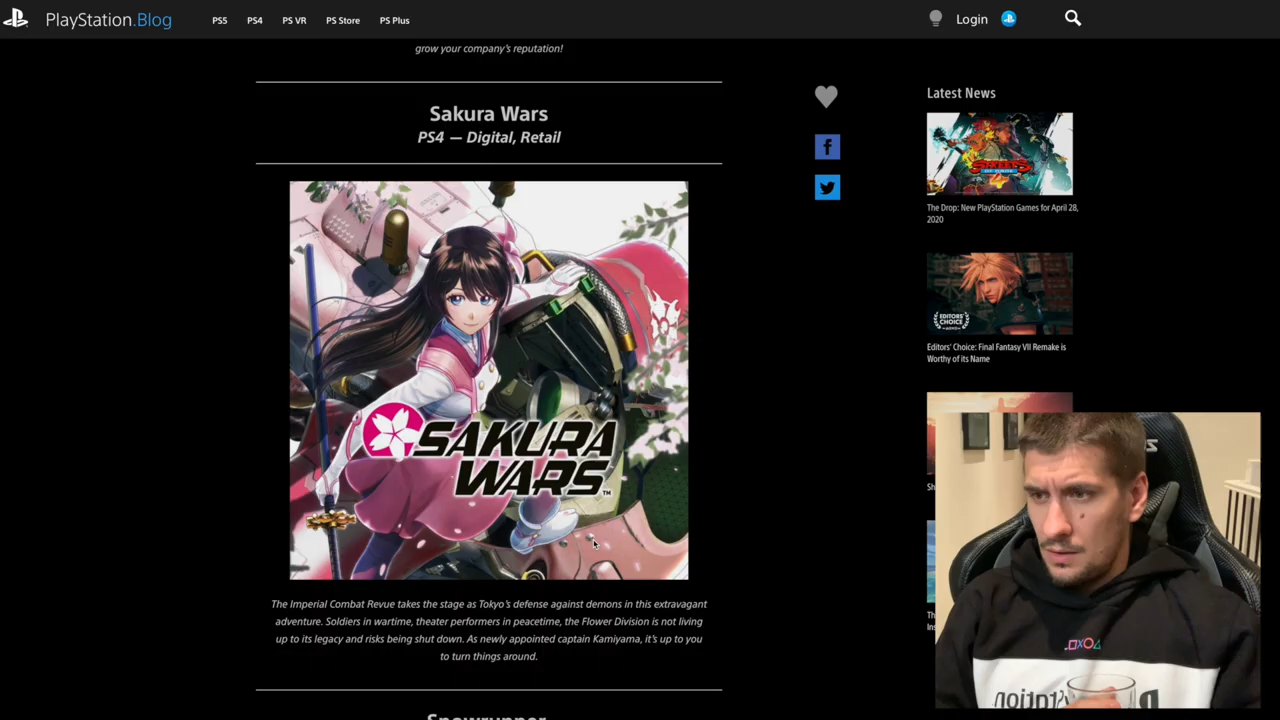 PlayStation.Blog
PS5
PS4
PS VR
PS Store
PS Plus
Login
grow your company's reputation!
Sakura Wars
PS4 — Digital, Retail
SAKURA
WARS™
The Imperial Combat Revue takes the stage as Tokyo's defense against demons in this extravagant
adventure. Soldiers in wartime, theater performers in peacetime, the Flower Division is not living
up to its legacy and risks being shut down. As newly appointed captain Kamiyama, it's up to you
to turn things around.
Snowrunner
Latest News
The Drop: New PlayStation Games for April 28,
2020
EDITORS'
CHOICE
Editors' Choice: Final Fantasy VII Remake is
Worthy of its Name